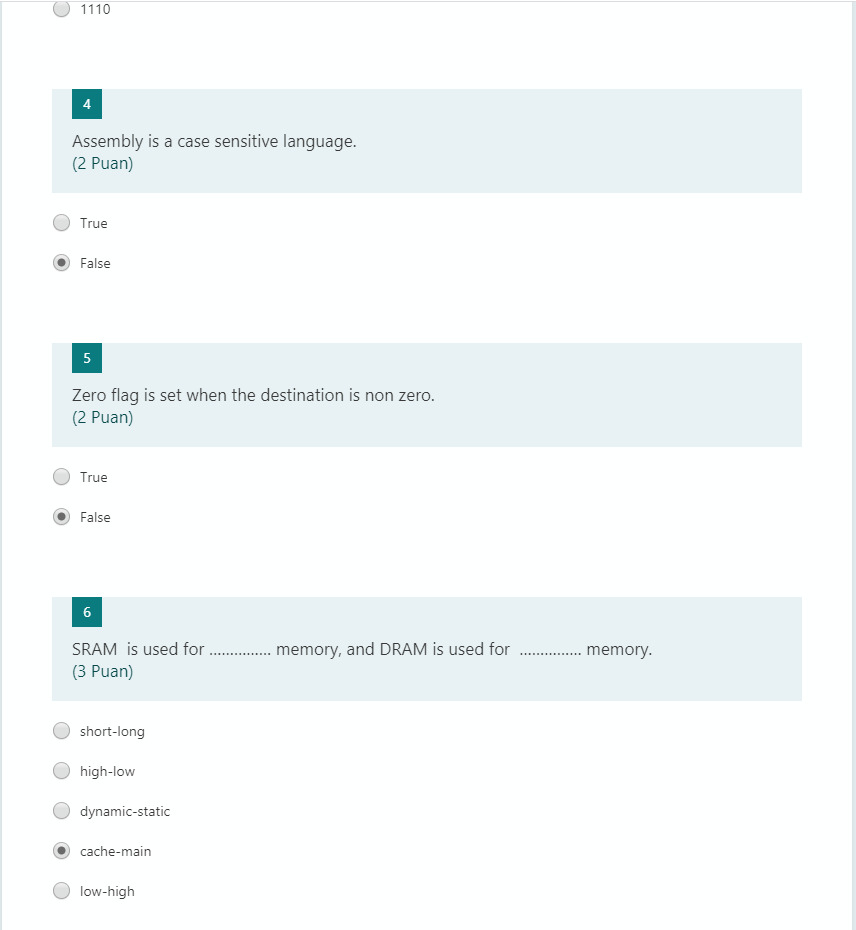 1110
4
Assembly is a case sensitive language.
(2 Puan)
True
False
5
Zero flag is set when the destination is non zero.
(2 Puan)
True
False
6
SRAM  is used for ............... memory, and DRAM is used for  ............... memory.
(3 Puan)
short-long
high-low
dynamic-static
cache-main
low-high